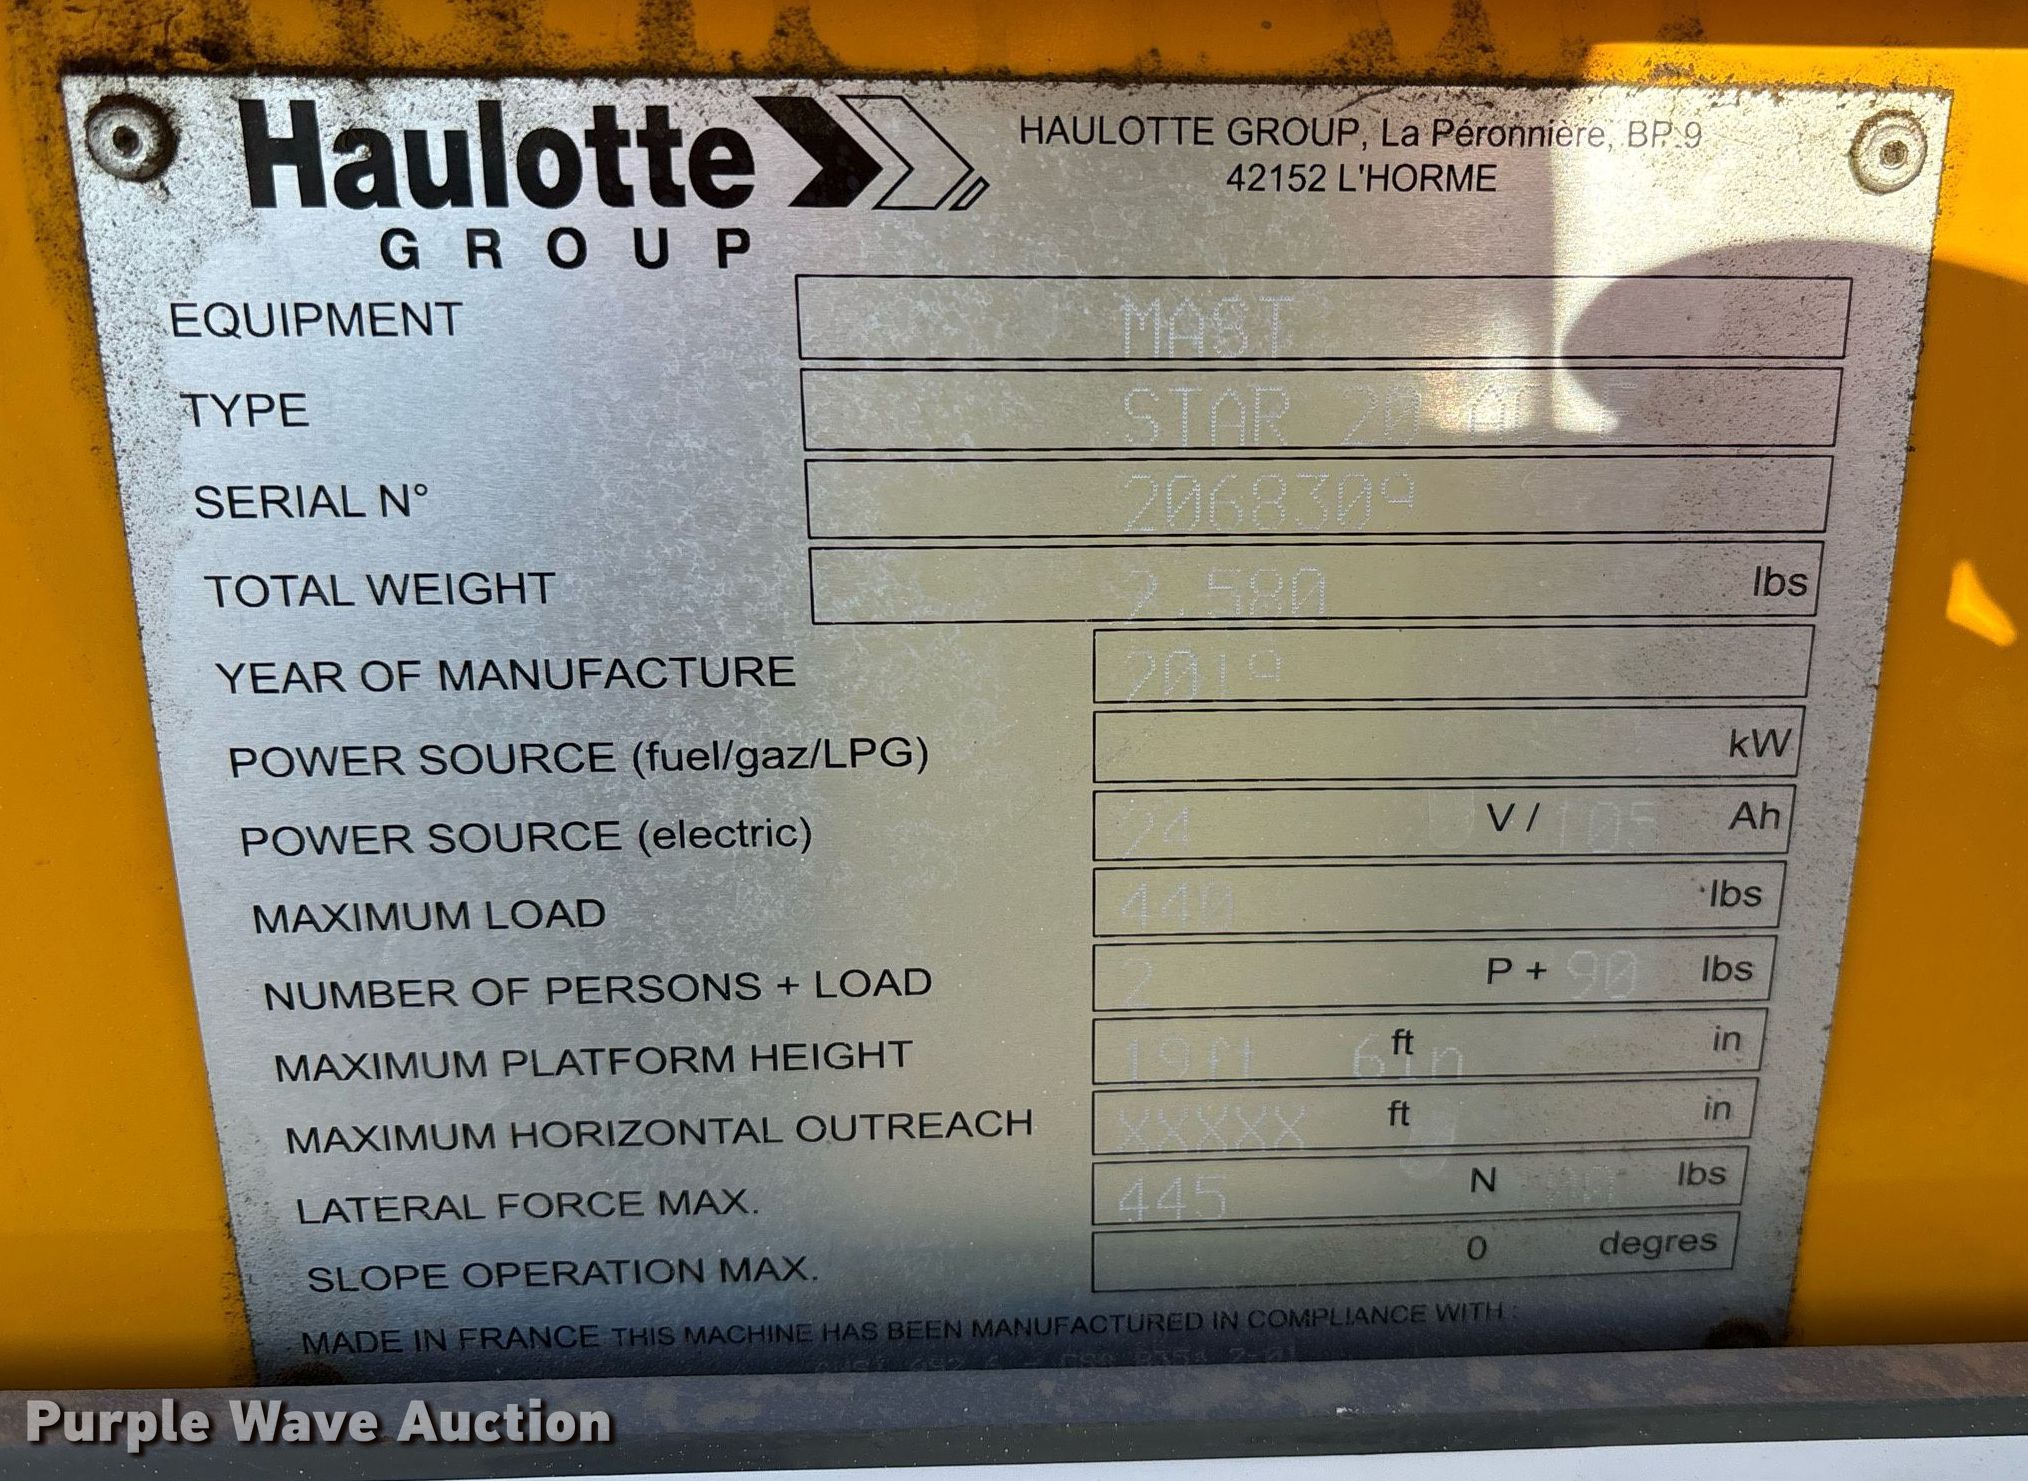 Haulotte
GROUP
HAULOTTE GROUP, La Péronnière, BP.9
42152 L'HORME
EQUIPMENT MAST
TYPE STAR 20
SERIAL N° 2068309
TOTAL WEIGHT 2.580 lbs
YEAR OF MANUFACTURE 2019
POWER SOURCE (fuel/gaz/LPG) kW
POWER SOURCE (electric) 24 V / 105 Ah
MAXIMUM LOAD 440 lbs
NUMBER OF PERSONS + LOAD 2 P + 90 lbs
MAXIMUM PLATFORM HEIGHT 19ft ft 6in in
MAXIMUM HORIZONTAL OUTREACH XXXXX ft in
LATERAL FORCE MAX. 445 N lbs
SLOPE OPERATION MAX. 0 degres
MADE IN FRANCE THIS MACHINE HAS BEEN MANUFACTURED IN COMPLIANCE WITH :
Purple Wave Auction